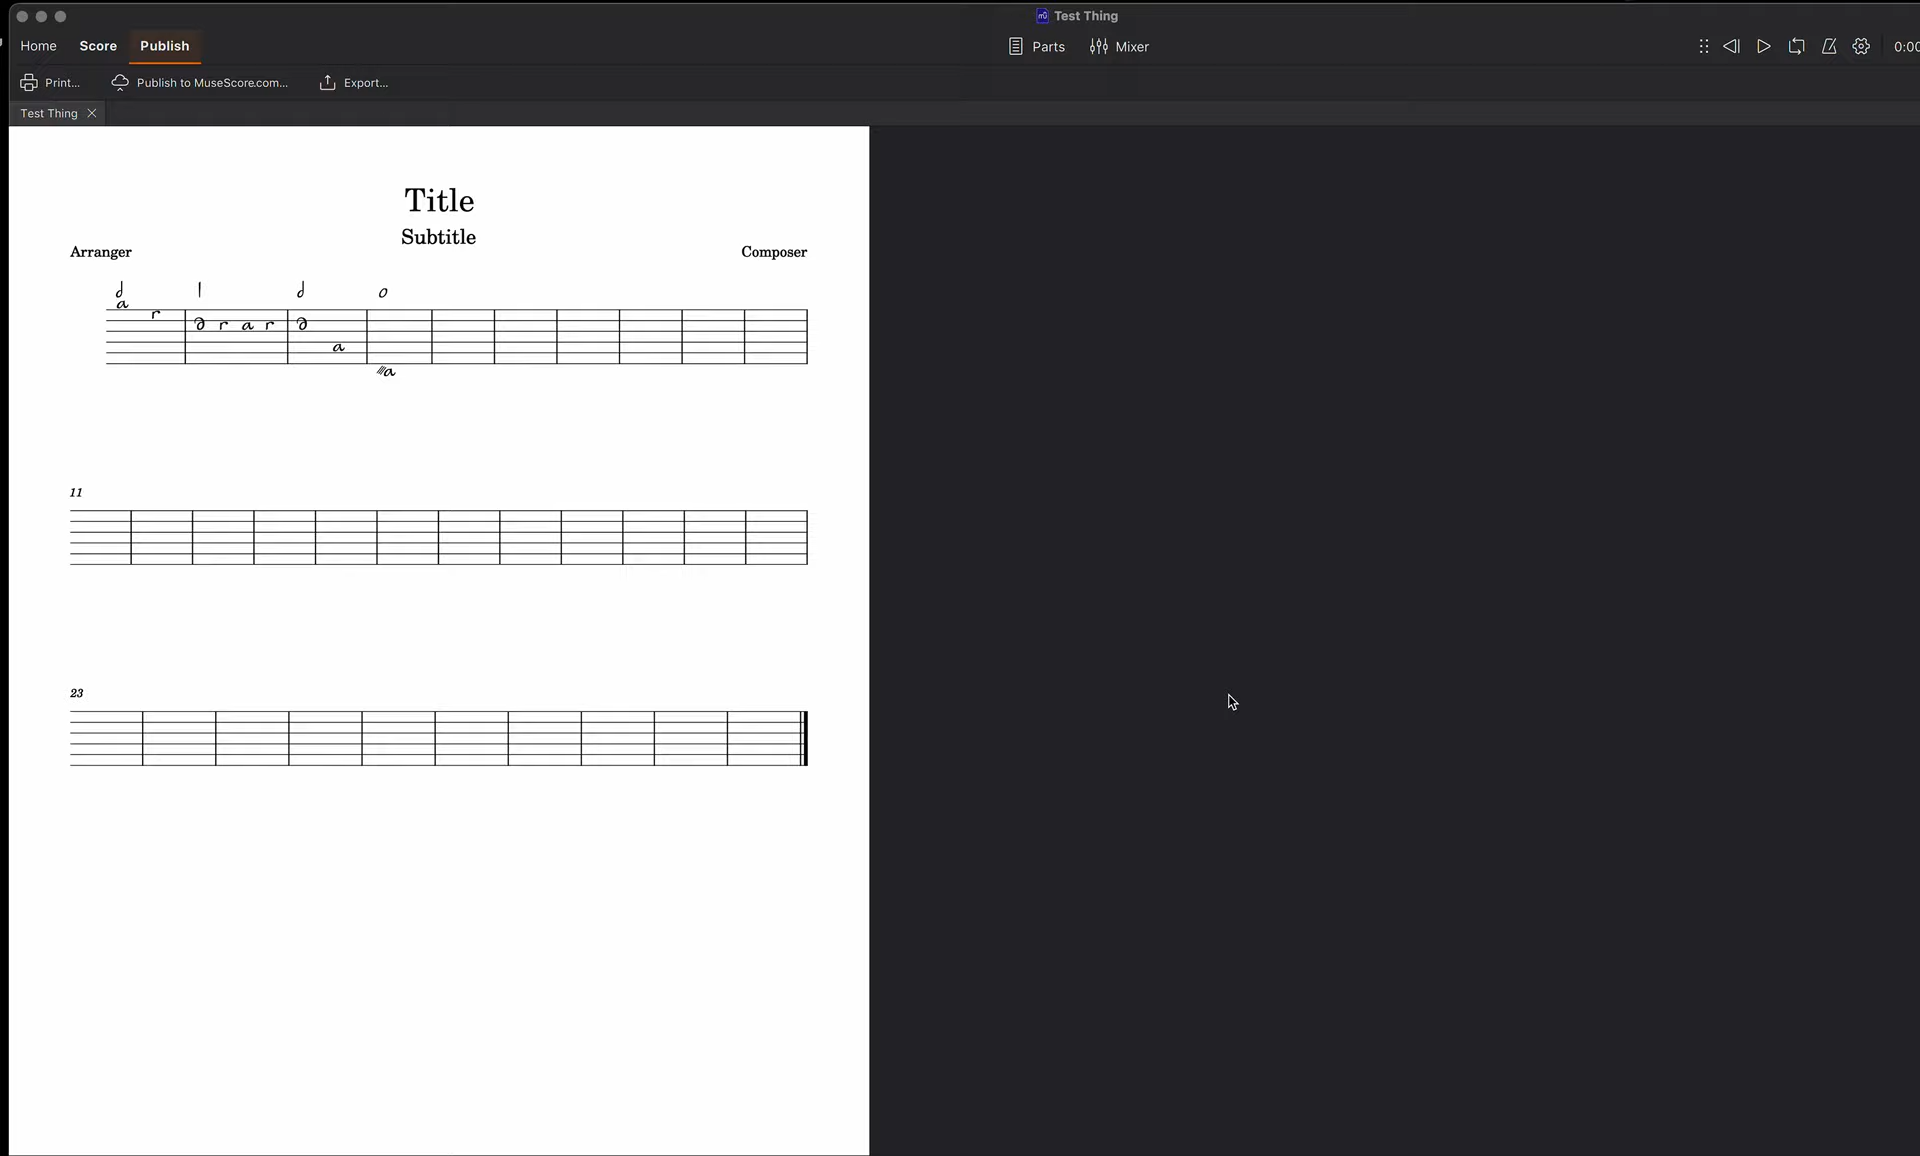 Test Thing
Home Score Publish Parts Mixer 0:00
Print... Publish to MuseScore.com... Export...
Test Thing
Title
Subtitle
Arranger Composer
a
r
a r a r a
a
///a
11
23